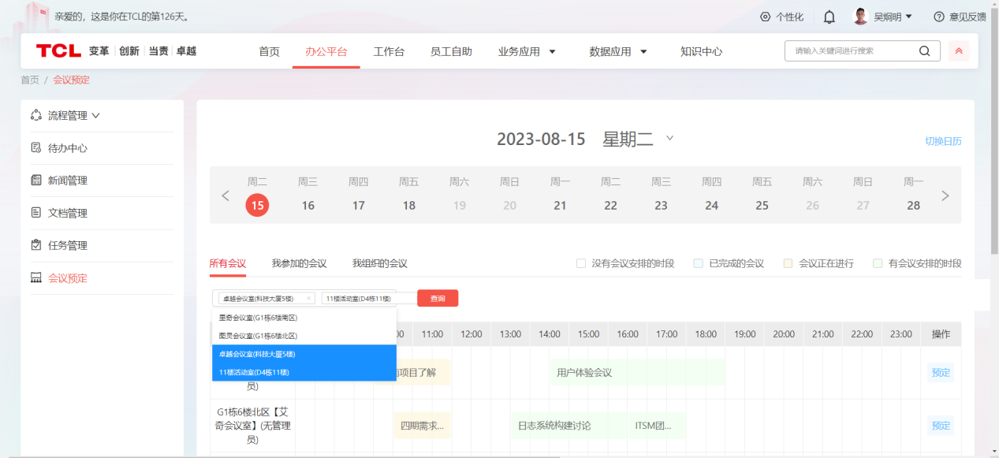 亲爱的，这是你在TCL的第126天。
个性化
吴炯明
意见反馈
TCL 变革 创新 当责 卓越
首页 办公平台 工作台 员工自助 业务应用 数据应用 知识中心
请输入关键词进行搜索
首页 / 会议预定
流程管理
待办中心
新闻管理
文档管理
任务管理
会议预定
2023-08-15 星期二
切换日历
周二 周三 周四 周五 周六 周日 周一 周二 周三 周四 周五 周六 周日 周一
15 16 17 18 19 20 21 22 23 24 25 26 27 28
所有会议 我参加的会议 我组织的会议
没有会议安排的时段 已完成的会议 会议正在进行 有会议安排的时段
卓越会议室(科技大厦5楼) × 11楼活动室(D4栋11楼)
查询
里奇会议室(G1栋6楼南区)
图灵会议室(G1栋6楼北区)
卓越会议室(科技大厦5楼)
11楼活动室(D4栋11楼)
00 11:00 12:00 13:00 14:00 15:00 16:00 17:00 18:00 19:00 20:00 21:00 22:00 23:00 操作
项目了解
用户体验会议
预定
员)
G1栋6楼北区【艾
奇会议室】(无管理
员)
四期需求...
日志系统构建讨论
ITSM团...
预定